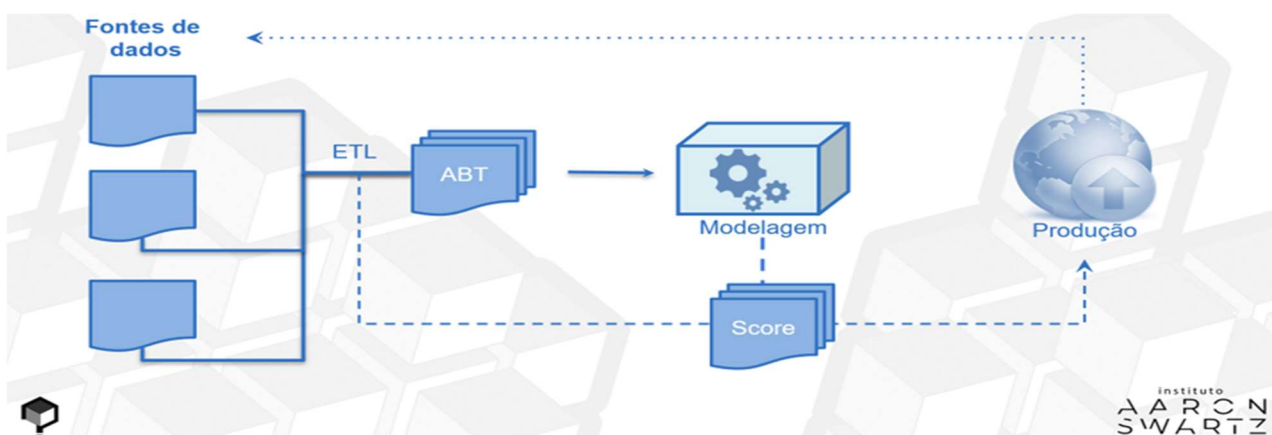 Fontes de
dados
ETL
ABT
Modelagem
Produção
Score
instituto
AARON
SWARTZ